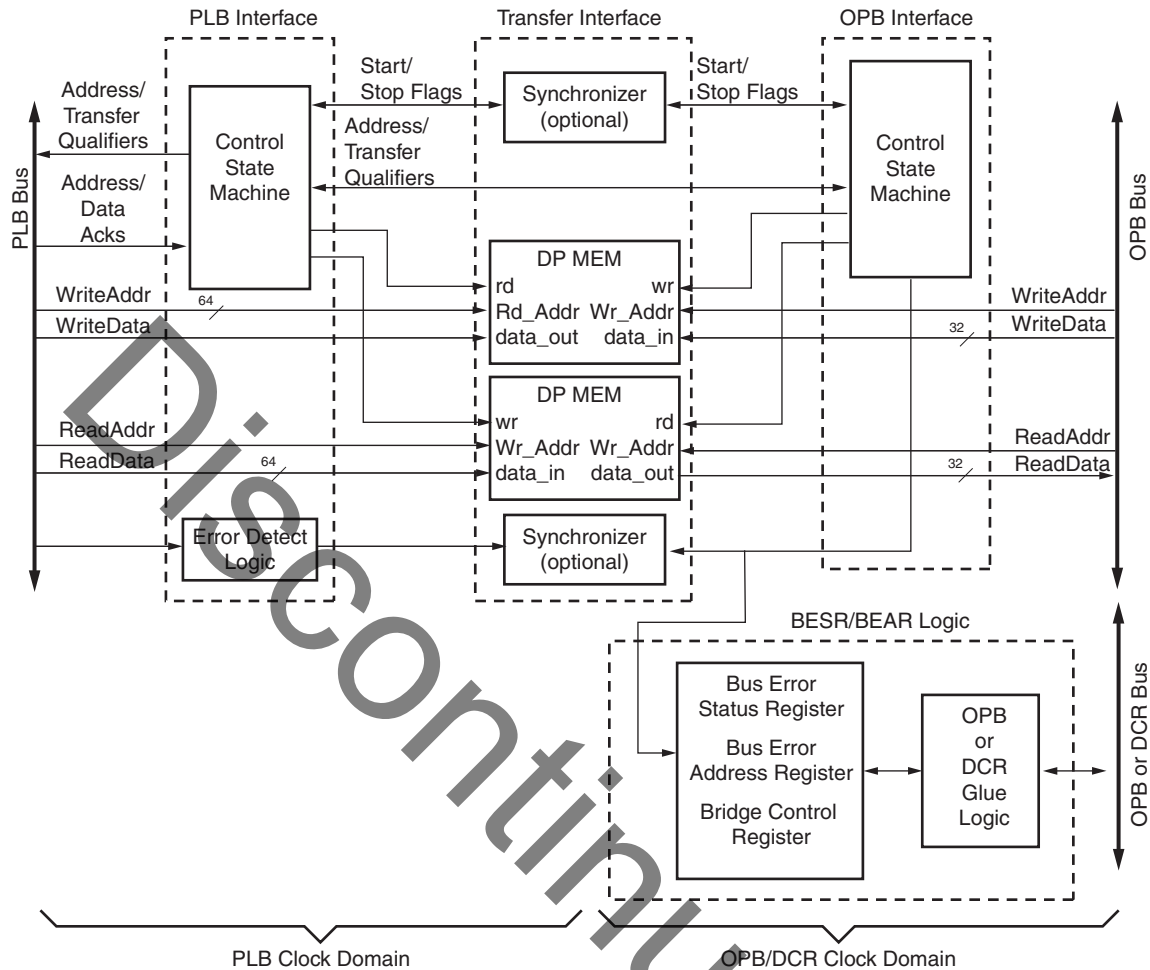 PLB Interface
Transfer Interface
OPB Interface
Address/
Transfer
Qualifiers
Address/
Data
Acks
PLB Bus
Control
State
Machine
Start/
Stop Flags
Address/
Transfer
Qualifiers
Synchronizer
(optional)
Start/
Stop Flags
Control
State
Machine
OPB Bus
DP MEM
rd wr
Rd_Addr Wr_Addr
data_out data_in
WriteAddr
64
WriteData
WriteAddr
32
WriteData
DP MEM
wr rd
Wr_Addr Wr_Addr
data_in data_out
ReadAddr
ReadData
64
ReadAddr
32
ReadData
Error Detect
Logic
Synchronizer
(optional)
BESR/BEAR Logic
Bus Error
Status Register
Bus Error
Address Register
Bridge Control
Register
OPB
or
DCR
Glue
Logic
OPB or DCR Bus
PLB Clock Domain
OPB/DCR Clock Domain
Discontinu